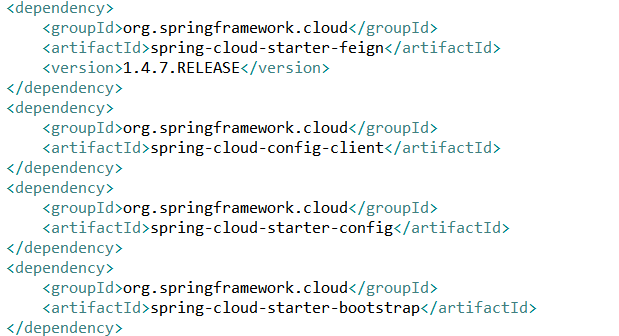 <dependency>
    <groupId>org.springframework.cloud</groupId>
    <artifactId>spring-cloud-starter-feign</artifactId>
    <version>1.4.7.RELEASE</version>
</dependency>
<dependency>
    <groupId>org.springframework.cloud</groupId>
    <artifactId>spring-cloud-config-client</artifactId>
</dependency>
<dependency>
    <groupId>org.springframework.cloud</groupId>
    <artifactId>spring-cloud-starter-config</artifactId>
</dependency>
<dependency>
    <groupId>org.springframework.cloud</groupId>
    <artifactId>spring-cloud-starter-bootstrap</artifactId>
</dependency>